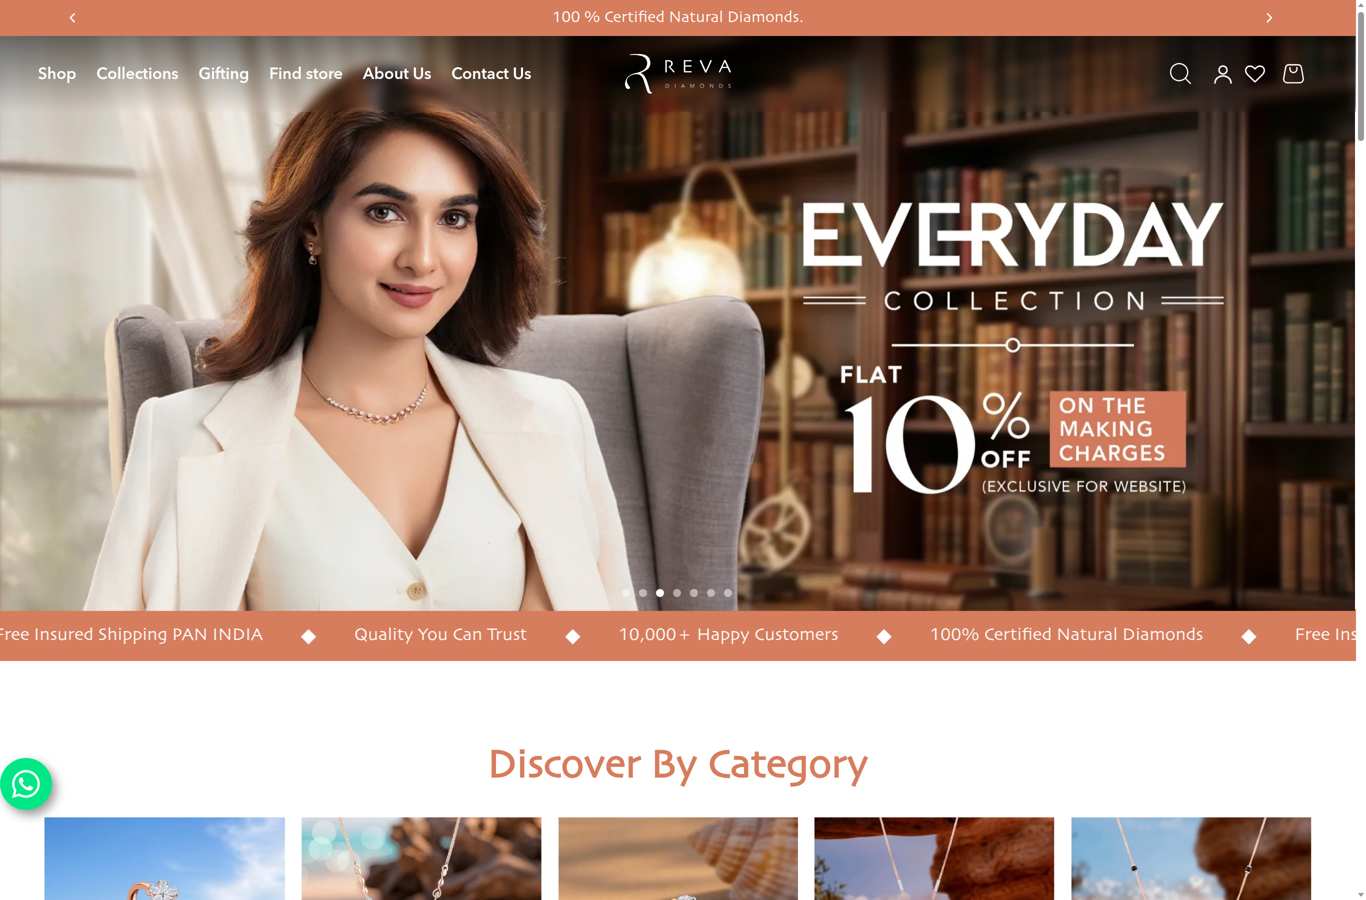 100 % Certified Natural Diamonds.
Shop Collections Gifting Find store About Us Contact Us
REVA
DIAMONDS
EVERYDAY
COLLECTION
FLAT
10% OFF
ON THE
MAKING
CHARGES
(EXCLUSIVE FOR WEBSITE)
Free Insured Shipping PAN INDIA Quality You Can Trust 10,000+ Happy Customers 100% Certified Natural Diamonds Free Ins
Discover By Category